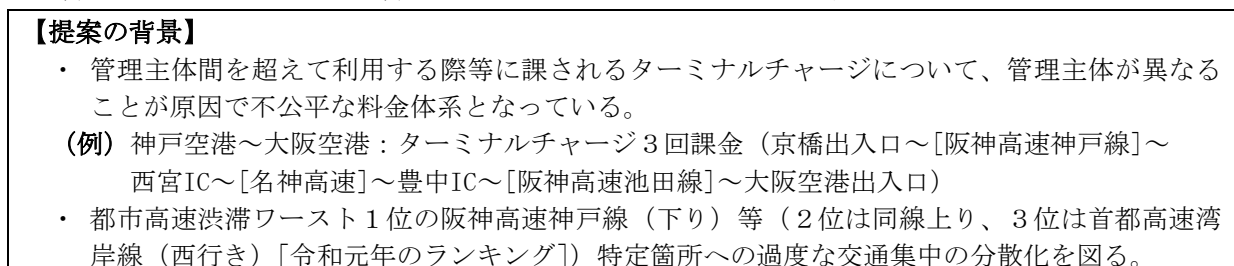 【提案の背景】
・ 管理主体間を超えて利用する際等に課されるターミナルチャージについて、管理主体が異なる
ことが原因で不公平な料金体系となっている。
（例）神戸空港～大阪空港：ターミナルチャージ３回課金（京橋出入口～[阪神高速神戸線]～
西宮IC～[名神高速]～豊中IC～[阪神高速池田線]～大阪空港出入口）
・ 都市高速渋滞ワースト１位の阪神高速神戸線（下り）等（２位は同線上り、３位は首都高速湾
岸線（西行き）［令和元年のランキング］）特定箇所への過度な交通集中の分散化を図る。